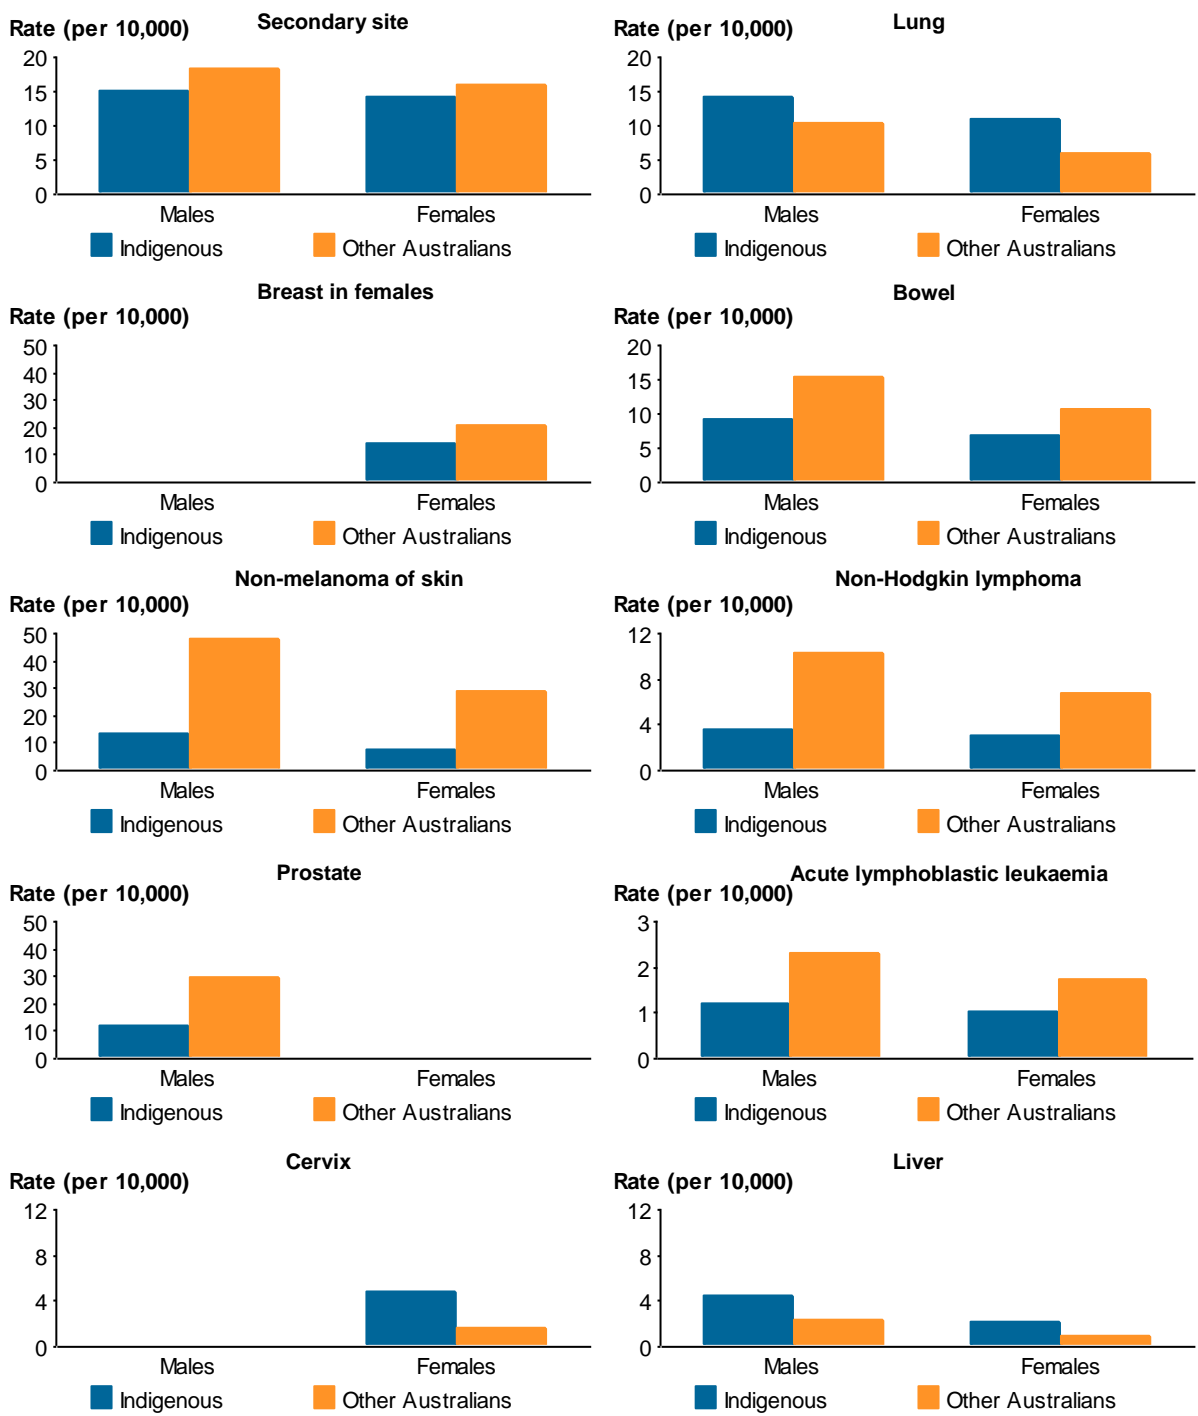 Secondary site
Rate (per 10,000)
20
15
10
5
0
Males Females
Indigenous Other Australians
Lung
Rate (per 10,000)
20
15
10
5
0
Males Females
Indigenous Other Australians
Breast in females
Rate (per 10,000)
50
40
30
20
10
0
Males Females
Indigenous Other Australians
Bowel
Rate (per 10,000)
20
15
10
5
0
Males Females
Indigenous Other Australians
Non-melanoma of skin
Rate (per 10,000)
50
40
30
20
10
0
Males Females
Indigenous Other Australians
Non-Hodgkin lymphoma
Rate (per 10,000)
12
8
4
0
Males Females
Indigenous Other Australians
Prostate
Rate (per 10,000)
50
40
30
20
10
0
Males Females
Indigenous Other Australians
Acute lymphoblastic leukaemia
Rate (per 10,000)
3
2
1
0
Males Females
Indigenous Other Australians
Cervix
Rate (per 10,000)
12
8
4
0
Males Females
Indigenous Other Australians
Liver
Rate (per 10,000)
12
8
4
0
Males Females
Indigenous Other Australians